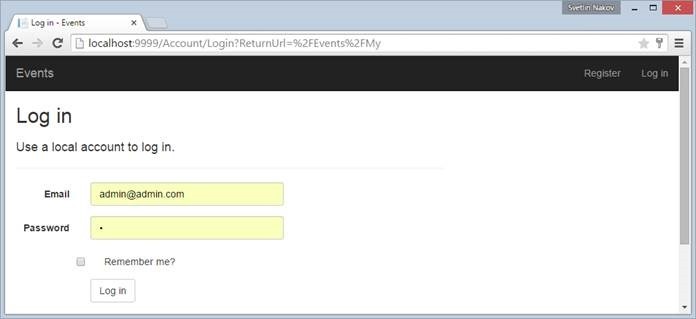 Svetlin Nakov
Log in - Events
localhost:9999/Account/Login?ReturnUrl=%2FEvents%2FMy
Events Register Log in
Log in
Use a local account to log in.
Email admin@admin.com
Password •
Remember me?
Log in